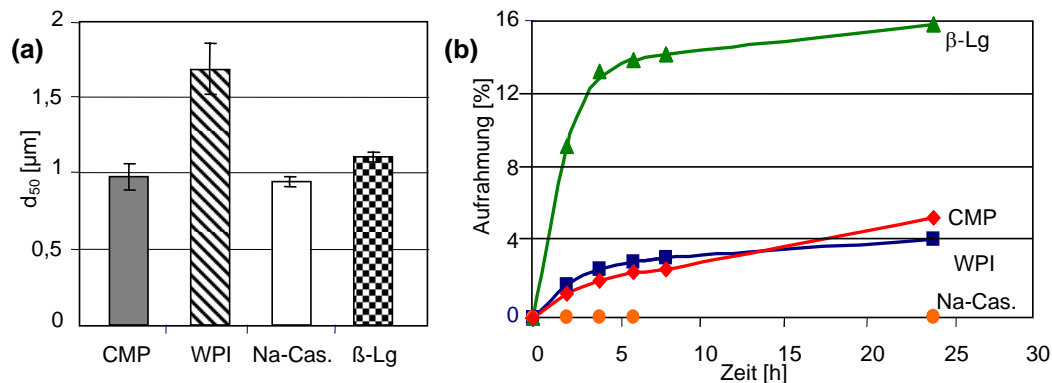 (a)
d50 [µm]
2
1,5
1
0,5
0
CMP WPI Na-Cas. ß-Lg
(b)
Aufrahmung [%]
16
12
8
4
0
β-Lg
CMP
WPI
Na-Cas.
0 5 10 15 20 25 30
Zeit [h]